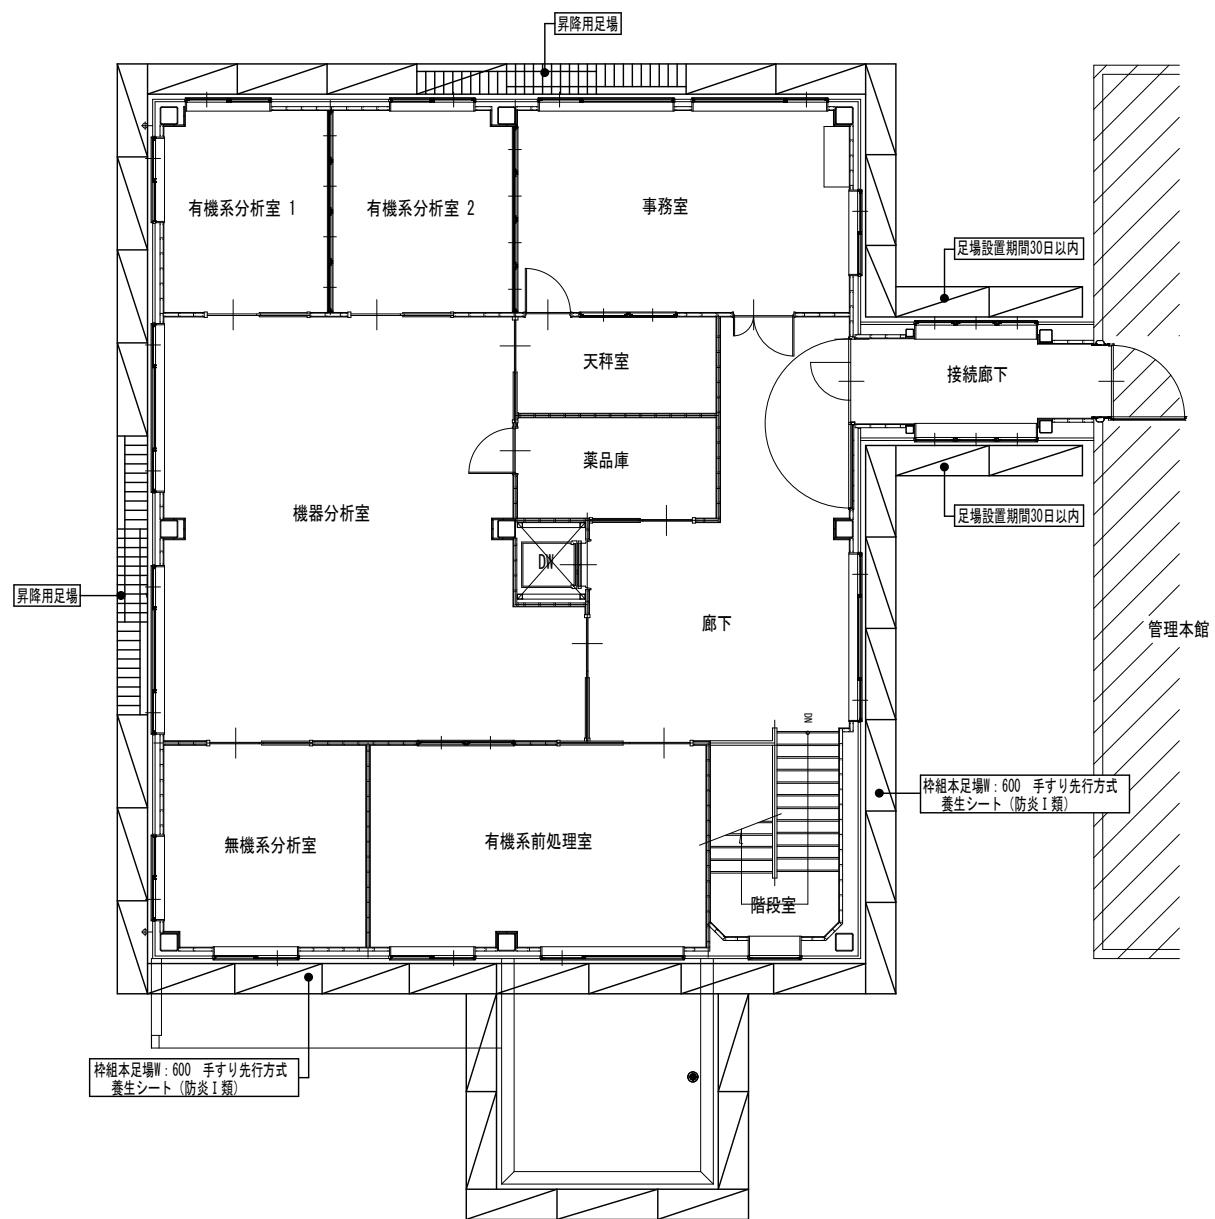 昇降用足場
有機系分析室 1
有機系分析室 2
事務室
足場設置期間30日以内
天秤室
接続廊下
薬品庫
機器分析室
足場設置期間30日以内
DW
昇降用足場
廊下
管理本館
DN
枠組本足場W:600 手すり先行方式
養生シート(防炎Ⅰ類)
無機系分析室
有機系前処理室
階段室
枠組本足場W:600 手すり先行方式
養生シート(防炎Ⅰ類)